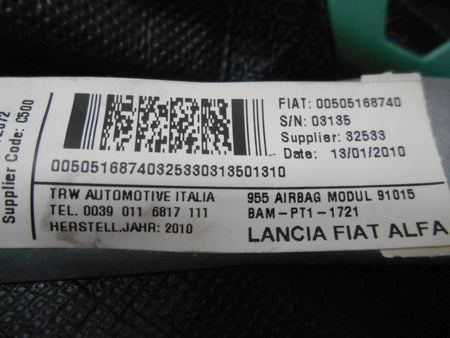 Supplier Code: C500
FIAT: 00505168740
S/N: 03135
Supplier: 32533
Date: 13/01/2010
00505168740325330313501310
TRW AUTOMOTIVE ITALIA
TEL. 0039 011 6817 111
HERSTELL.JAHR: 2010
955 AIRBAG MODUL 91015
BAM-PT1-1721
LANCIA FIAT ALFA